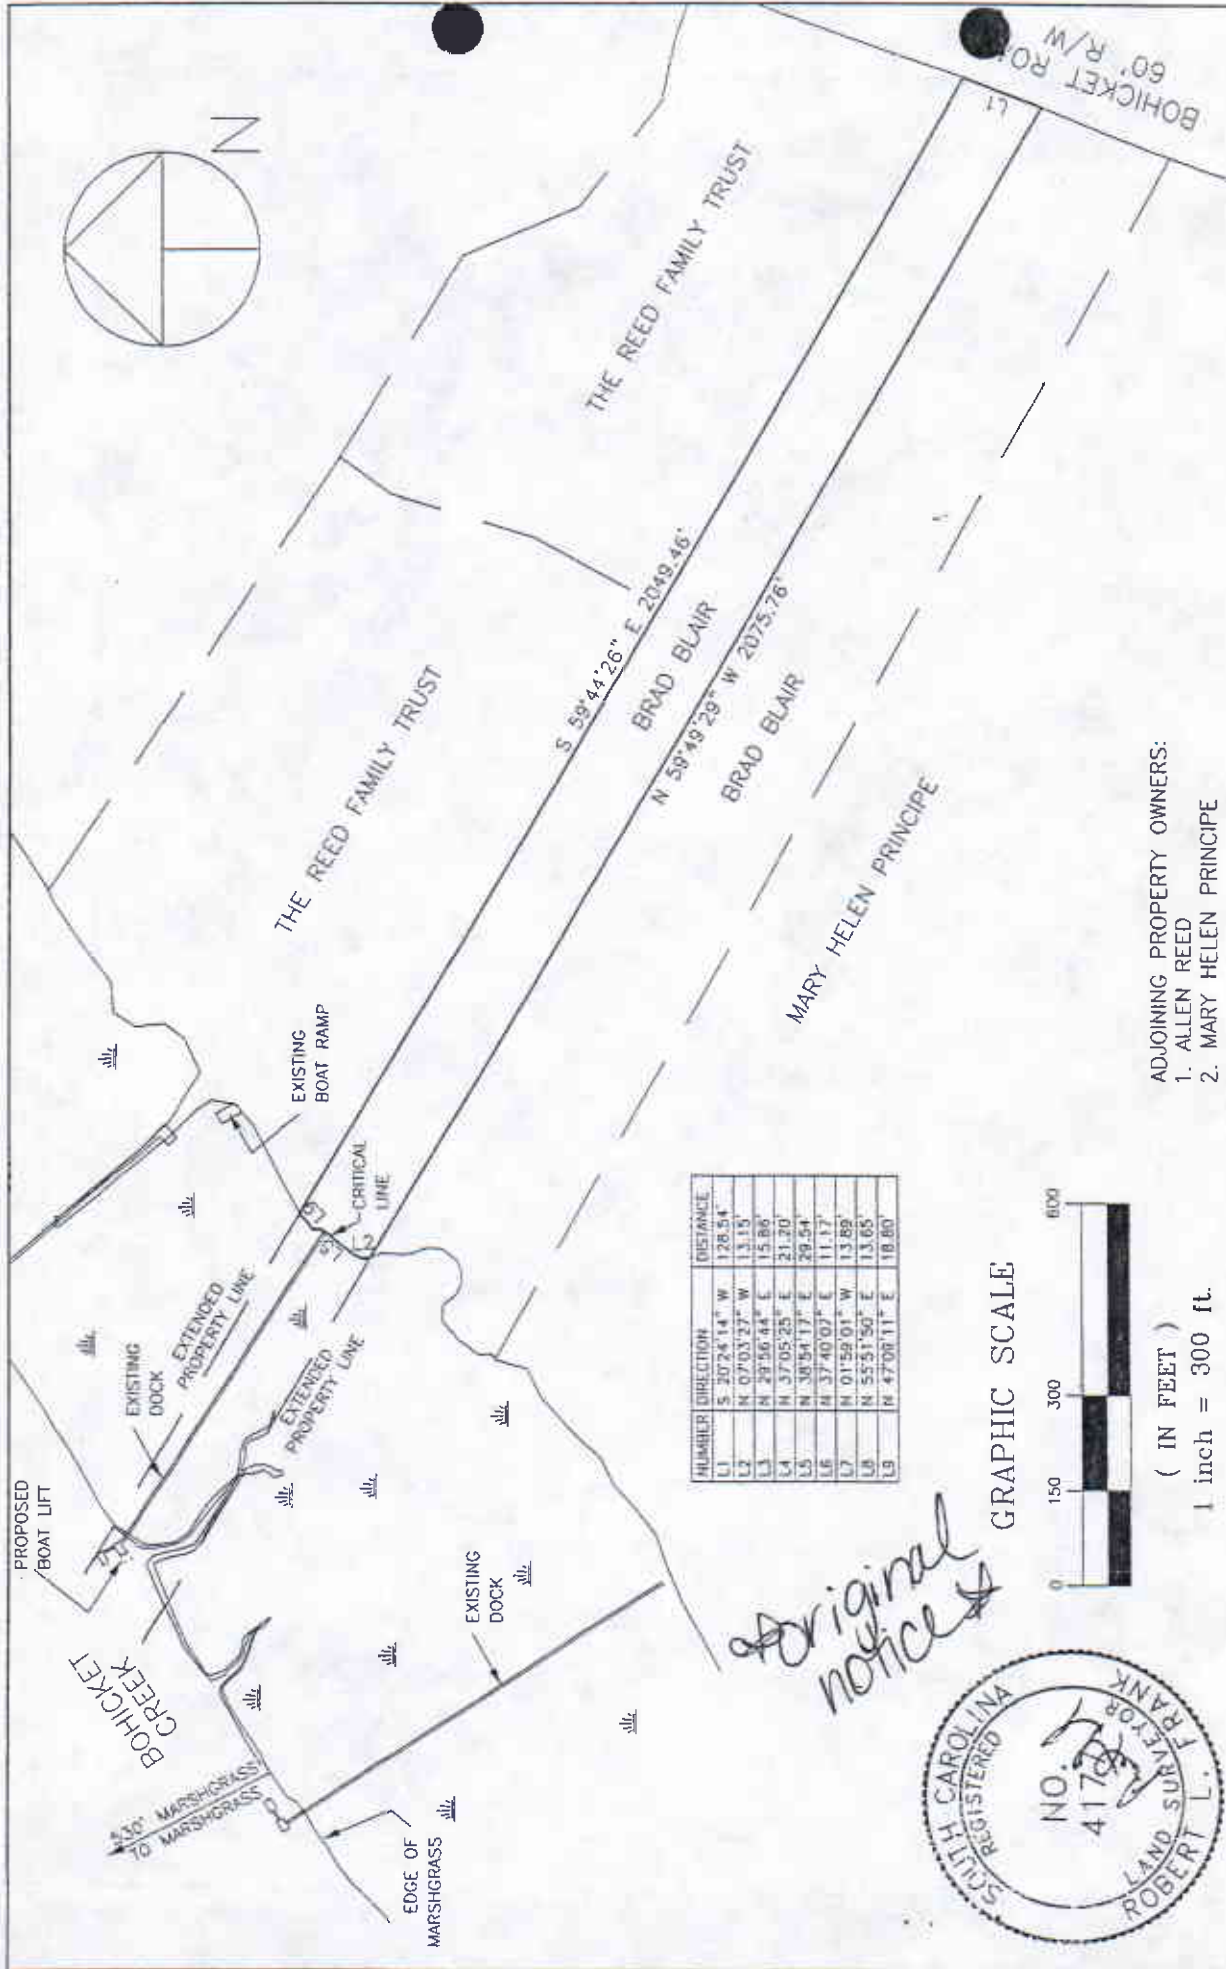 PROPOSED
BOAT LIFT
BOHICKET
CREEK
EXISTING
DOCK
EXTENDED
PROPERTY LINE
EXTENDED
PROPERTY LINE
EXISTING
BOAT RAMP
CRITICAL
LINE
L2
THE REED FAMILY TRUST
THE REED FAMILY TRUST
N
BOHICKET
60' R/W
L1
S 59°44'26" E 2049.46'
BRAD BLAIR
N 59°49'29" W 2075.76'
BRAD BLAIR
MARY HELEN PRINCIPE
MARSHGRASS
TO MARSHGRASS
EDGE OF
MARSHGRASS
EXISTING
DOCK
NUMBER DIRECTION DISTANCE
L1 S 20°24'14" W 128.54'
L2 N 07°03'27" W 13.15'
L3 N 29°56'44" E 15.86'
L4 N 37°05'25" E 21.20'
L5 N 38°54'17" E 29.54'
L6 N 37°40'07" E 11.17'
L7 N 01°59'01" W 13.89'
L8 N 55°51'50" E 13.65'
L9 N 47°09'11" E 18.80'
*original
notice*
GRAPHIC SCALE
0 150 300 600
( IN FEET )
1 inch = 300 ft.
ADJOINING PROPERTY OWNERS:
1. ALLEN REED
2. MARY HELEN PRINCIPE
SOUTH CAROLINA
REGISTERED
NO.
LAND SURVEYOR
ROBERT L. FRANK